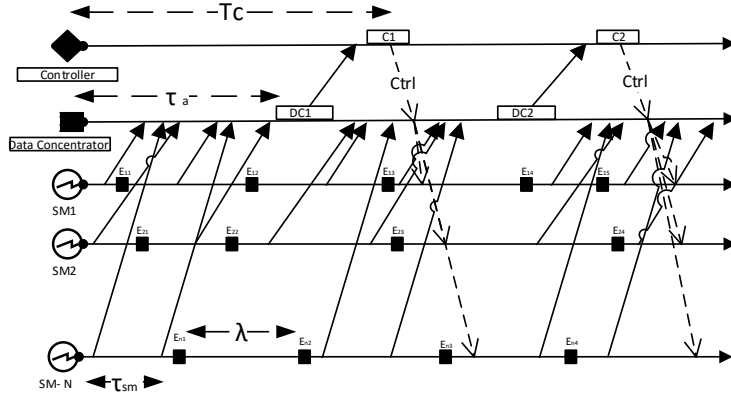 Tc
C1
C2
Controller
Ctrl
Ctrl
τa
DC1
DC2
Data Concentrator
E11
E12
E13
E14
E15
SM1
E21
E22
E23
E24
SM2
λ
En1
En2
En3
En4
SM- N
τsm